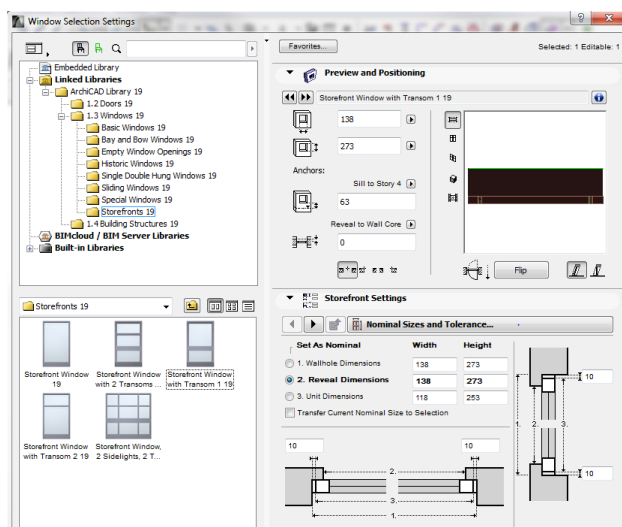 Window Selection Settings
Favorites...
Selected: 1 Editable: 1
Embedded Library
Linked Libraries
ArchiCAD Library 19
1.2 Doors 19
1.3 Windows 19
Basic Windows 19
Bay and Bow Windows 19
Empty Window Openings 19
Historic Windows 19
Single Double Hung Windows 19
Sliding Windows 19
Special Windows 19
Storefronts 19
1.4 Building Structures 19
BIMcloud / BIM Server Libraries
Built-in Libraries
Preview and Positioning
Storefront Window with Transom 1 19
138
273
Anchors:
Sill to Story 4
63
Reveal to Wall Core
0
Flip
Storefronts 19
Storefront Window
19
Storefront Window
with 2 Transoms ...
Storefront Window
with Transom 1 19
Storefront Window
with Transom 2 19
Storefront Window,
2 Sidelights, 2 T...
Storefront Settings
Nominal Sizes and Tolerance...
Set As Nominal Width Height
1. Wallhole Dimensions 138 273
2. Reveal Dimensions 138 273
3. Unit Dimensions 118 253
Transfer Current Nominal Size to Selection
10
10
2.
3.
1.
10
1. 2. 3.
10